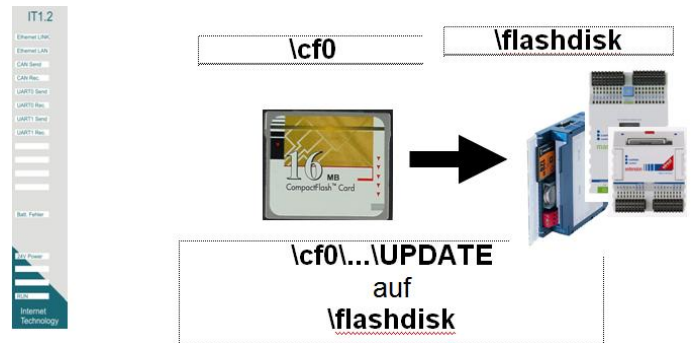 IT1.2
Ethernet LINK
Ethernet LAN
CAN Send
CAN Rec.
UART0 Send
UART0 Rec.
UART1 Send
UART1 Rec.
Batt. Fehler
24V Power
RUN
Internet
Technology
\cf0
\flashdisk
16 MB
CompactFlash™ Card
\cf0\...\UPDATE
auf
\flashdisk